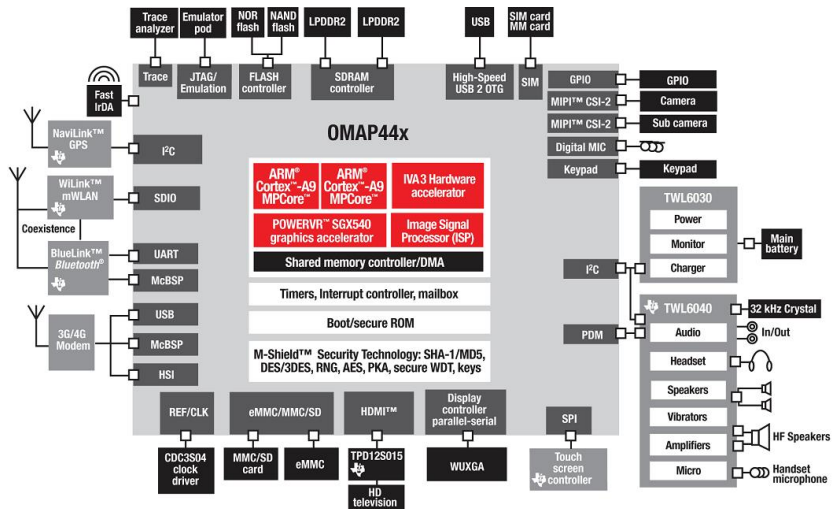 Trace
analyzer
Emulator
pod
NOR
flash
NAND
flash
LPDDR2
LPDDR2
USB
SIM card
MM card
Trace
JTAG/
Emulation
FLASH
controller
SDRAM
controller
High-Speed
USB 2 OTG
SIM
GPIO
GPIO
MIPI™ CSI-2
Camera
MIPI™ CSI-2
Sub camera
Digital MIC
Keypad
Keypad
Fast
IrDA
NaviLink™
GPS
I²C
WiLink™
mWLAN
SDIO
Coexistence
BlueLink™
Bluetooth®
UART
McBSP
3G/4G
Modem
USB
McBSP
HSI
OMAP44x
ARM®
Cortex™-A9
MPCore™
ARM®
Cortex™-A9
MPCore™
IVA 3 Hardware
accelerator
POWERVR™ SGX540
graphics accelerator
Image Signal
Processor (ISP)
Shared memory controller/DMA
Timers, Interrupt controller, mailbox
Boot/secure ROM
M-Shield™ Security Technology: SHA-1/MD5,
DES/3DES, RNG, AES, PKA, secure WDT, keys
I²C
PDM
TWL6030
Power
Monitor
Charger
Main
battery
TWL6040
32 kHz Crystal
Audio
In/Out
Headset
Speakers
Vibrators
Amplifiers
HF Speakers
Micro
Handset
microphone
REF/CLK
eMMC/MMC/SD
HDMI™
Display
controller
parallel-serial
SPI
CDC3S04
clock
driver
MMC/SD
card
eMMC
TPD12S015
HD
television
WUXGA
Touch
screen
controller